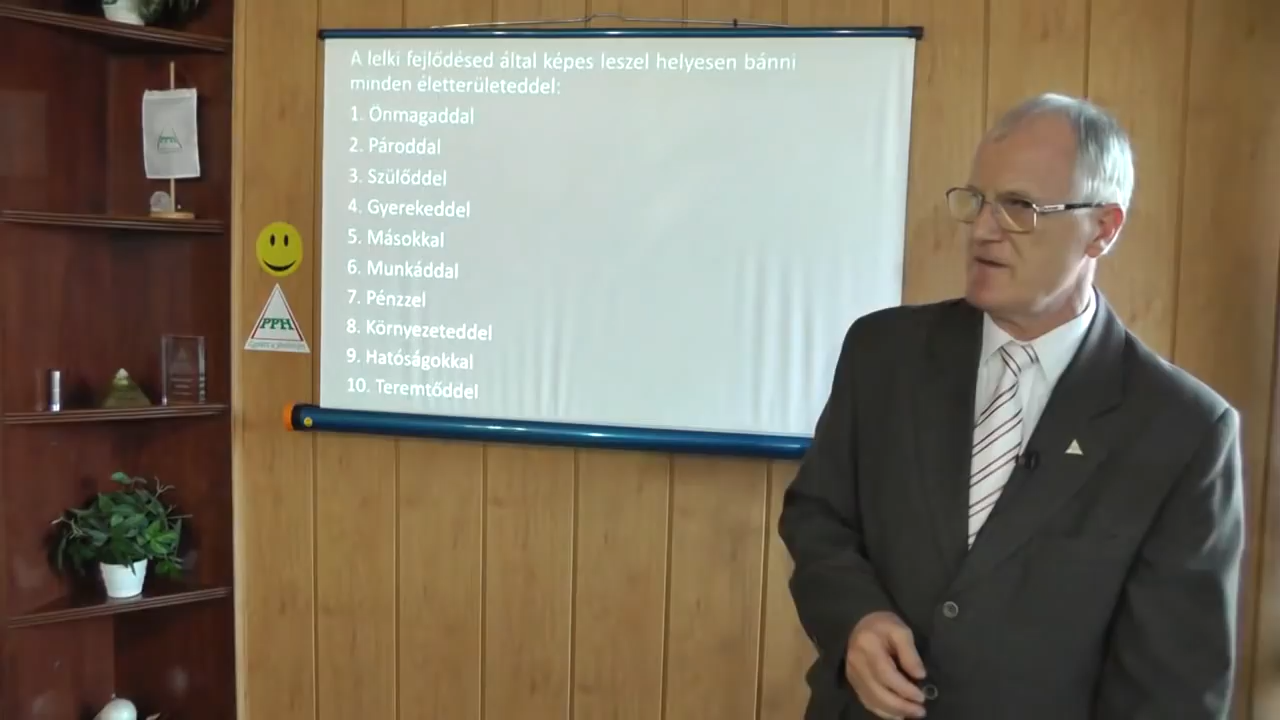 A lelki fejlődésed által képes leszel helyesen bánni
minden életterületeddel:
1. Önmagaddal
2. Pároddal
3. Szülőddel
4. Gyerekeddel
5. Másokkal
6. Munkáddal
7. Pénzzel
8. Környezeteddel
9. Hatóságokkal
10. Teremtőddel
PPH
PPH